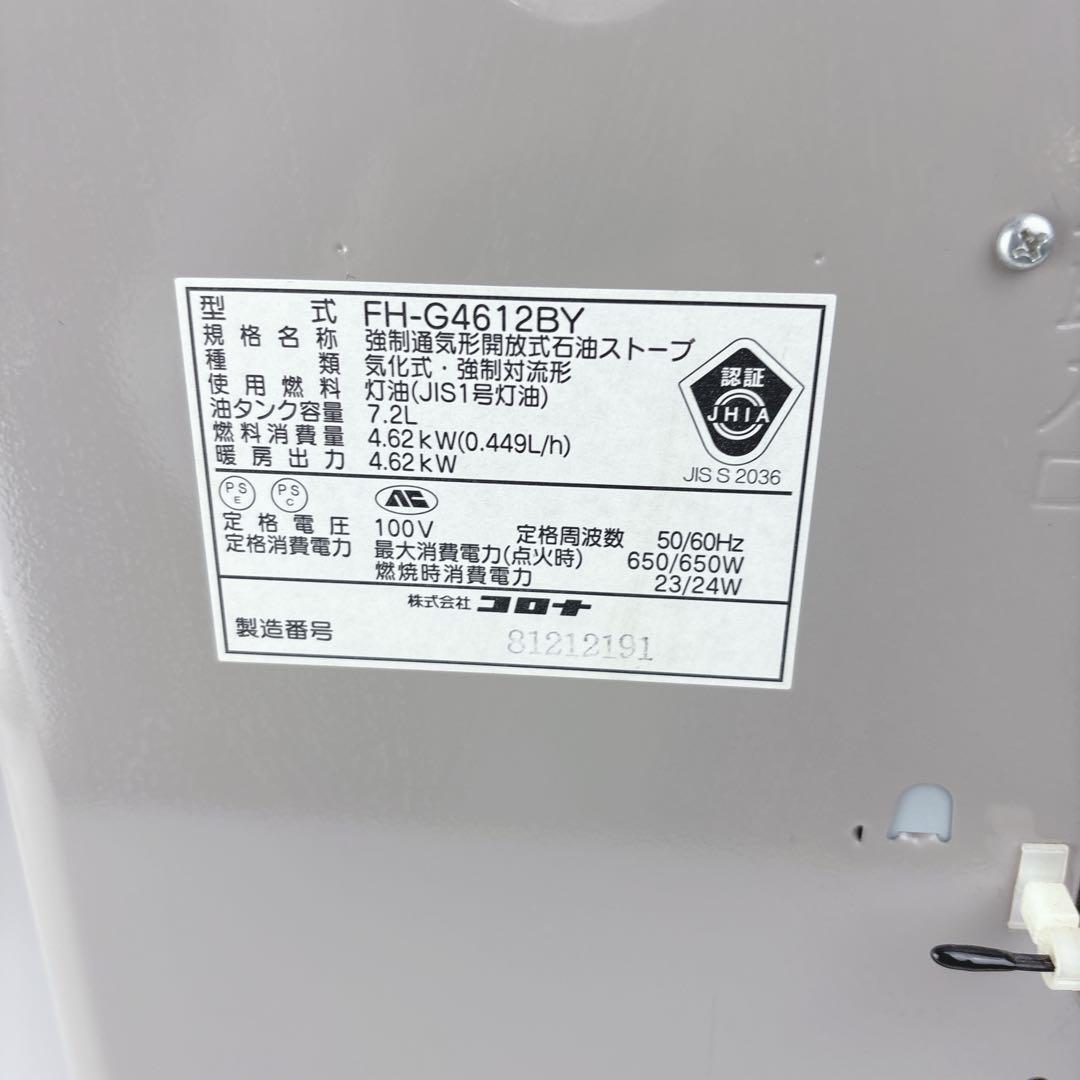 型式 FH-G4612BY
規格名称 強制通気形開放式石油ストーブ
種類 気化式・強制対流形
使用燃料 灯油(JIS1号灯油)
油タンク容量 7.2L
燃料消費量 4.62kW(0.449L/h)
暖房出力 4.62kW
認証
JHIA
JIS S 2036
PSE PSC
定格電圧 100V 定格周波数 50/60Hz
定格消費電力 最大消費電力(点火時) 650/650W
燃焼時消費電力 23/24W
株式会社 コロナ
製造番号 81212191